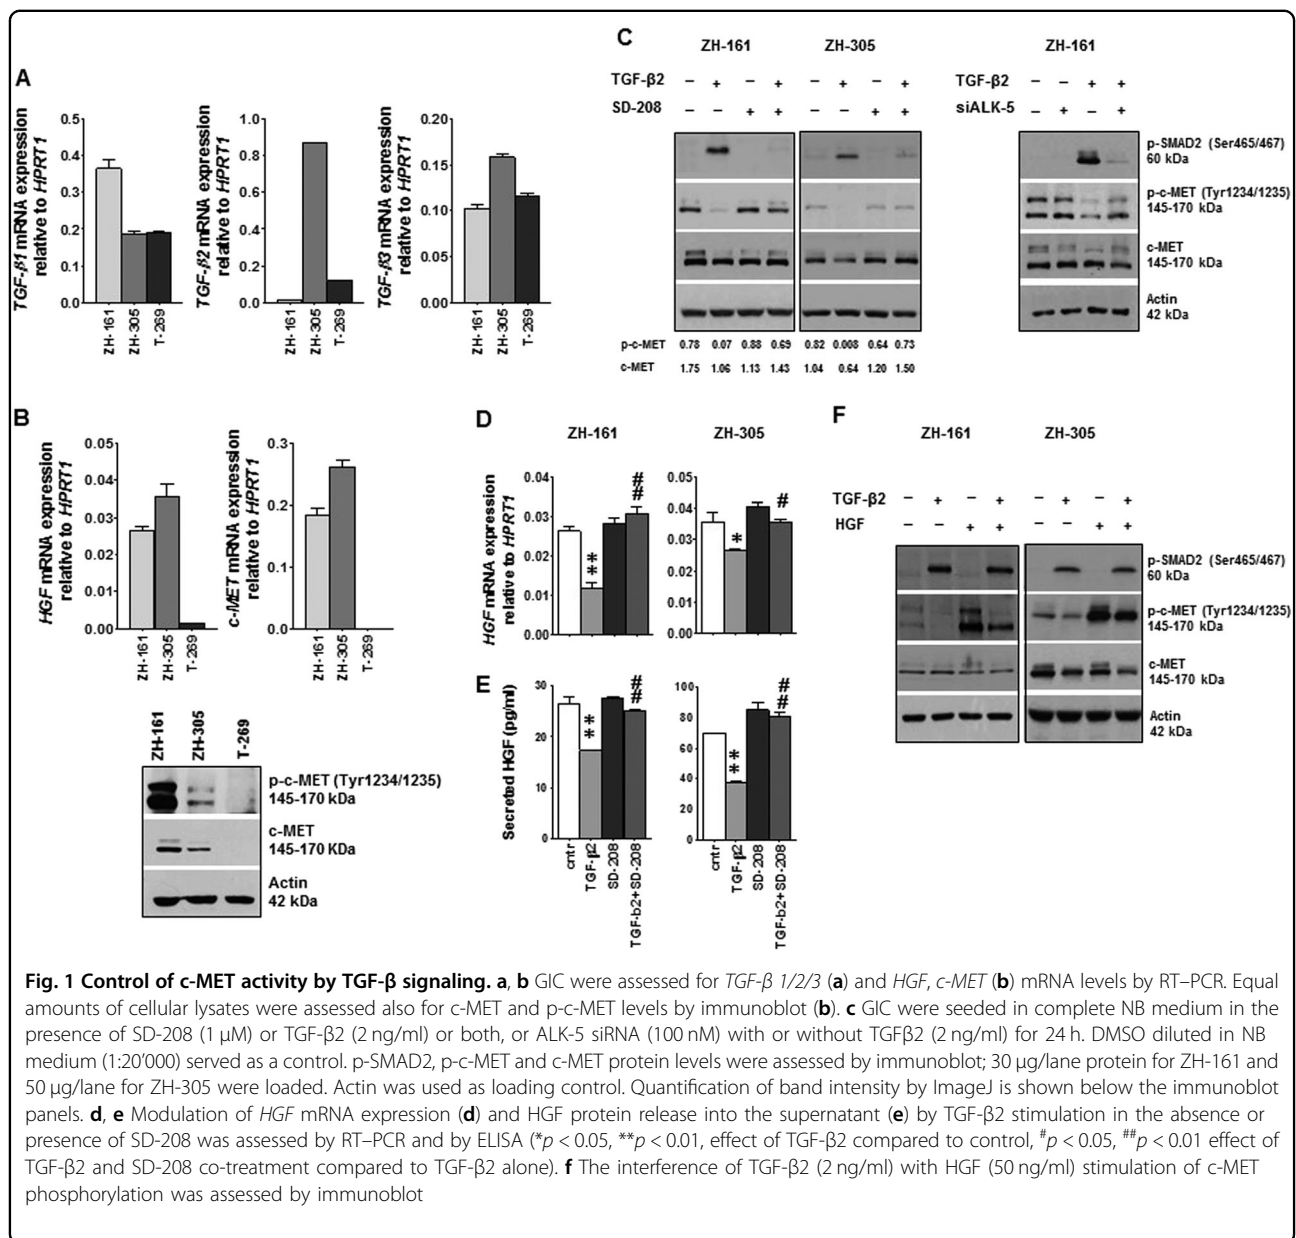 A
TGF-β1 mRNA expression
relative to HPRT1
0.5
0.4
0.3
0.2
0.1
0.0
ZH-161
ZH-305
T-269
TGF-β2 mRNA expression
relative to HPRT1
1.0
0.8
0.6
0.4
0.2
0.0
ZH-161
ZH-305
T-269
TGF-β3 mRNA expression
relative to HPRT1
0.20
0.15
0.10
0.05
0.00
ZH-161
ZH-305
T-269
B
HGF mRNA expression
relative to HPRT1
0.05
0.04
0.03
0.02
0.01
0.00
ZH-161
ZH-305
T-269
c-MET mRNA expression
relative to HPRT1
0.3
0.2
0.1
0.0
ZH-161
ZH-305
T-269
ZH-161
ZH-305
T-269
p-c-MET (Tyr1234/1235)
145-170 kDa
c-MET
145-170 KDa
Actin
42 kDa
C
ZH-161 ZH-305 ZH-161
TGF-β2 – + – + – + – +
SD-208 – – + + – – + +
TGF-β2 – – + +
siALK-5 – + – +
p-SMAD2 (Ser465/467)
60 kDa
p-c-MET (Tyr1234/1235)
145-170 kDa
c-MET
145-170 kDa
Actin
42 kDa
p-c-MET 0.78 0.07 0.88 0.69 0.82 0.008 0.64 0.73
c-MET 1.75 1.06 1.13 1.43 1.04 0.64 1.20 1.50
D
ZH-161 ZH-305
HGF mRNA expression
relative to HPRT1
0.04
0.03
0.02
0.01
0.00
**
##
0.05
0.04
0.03
0.02
0.01
0.00
*
#
E
Secreted HGF (pg/ml)
30
20
10
0
**
##
cntr
TGF-β2
SD-208
TGF-b2+SD-208
100
80
60
40
20
0
**
##
cntr
TGF-β2
SD-208
TGF-b2+SD-208
F
ZH-161 ZH-305
TGF-β2 – + – + – + – +
HGF – – + + – – + +
p-SMAD2 (Ser465/467)
60 kDa
p-c-MET (Tyr1234/1235)
145-170 kDa
c-MET
145-170 kDa
Actin
42 kDa
Fig. 1 Control of c-MET activity by TGF-β signaling. a, b GIC were assessed for TGF-β 1/2/3 (a) and HGF, c-MET (b) mRNA levels by RT–PCR. Equal
amounts of cellular lysates were assessed also for c-MET and p-c-MET levels by immunoblot (b). c GIC were seeded in complete NB medium in the
presence of SD-208 (1 µM) or TGF-β2 (2 ng/ml) or both, or ALK-5 siRNA (100 nM) with or without TGFβ2 (2 ng/ml) for 24 h. DMSO diluted in NB
medium (1:20'000) served as a control. p-SMAD2, p-c-MET and c-MET protein levels were assessed by immunoblot; 30 µg/lane protein for ZH-161 and
50 µg/lane for ZH-305 were loaded. Actin was used as loading control. Quantification of band intensity by ImageJ is shown below the immunoblot
panels. d, e Modulation of HGF mRNA expression (d) and HGF protein release into the supernatant (e) by TGF-β2 stimulation in the absence or
presence of SD-208 was assessed by RT–PCR and by ELISA (*p < 0.05, **p < 0.01, effect of TGF-β2 compared to control, #p < 0.05, ##p < 0.01 effect of
TGF-β2 and SD-208 co-treatment compared to TGF-β2 alone). f The interference of TGF-β2 (2 ng/ml) with HGF (50 ng/ml) stimulation of c-MET
phosphorylation was assessed by immunoblot